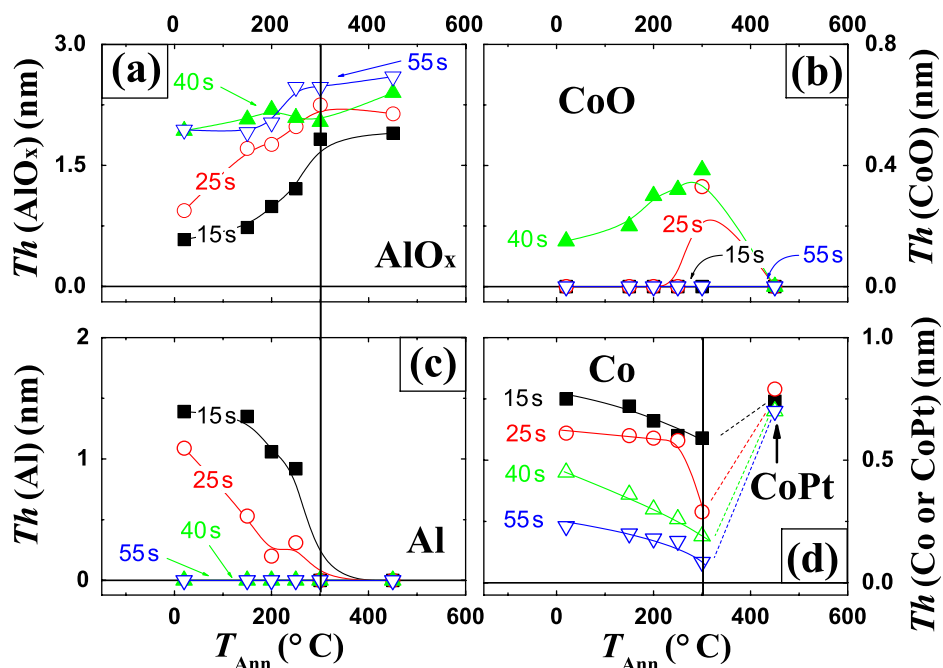 0 200 400 600
0 200 400 600
3.0
1.5
0.0
Th (AlOx) (nm)
(a)
40s
55s
25s
15s
AlOx
(b)
CoO
40s
25s
15s
55s
0.8
0.4
0.0
Th (CoO) (nm)
2
1
0
Th (Al) (nm)
(c)
15s
25s
55s
40s
Al
Co
15s
25s
40s
55s
CoPt
(d)
1.0
0.5
0.0
Th (Co or CoPt) (nm)
0 200 400 600
0 200 400 600
TAnn (° C)
TAnn (° C)